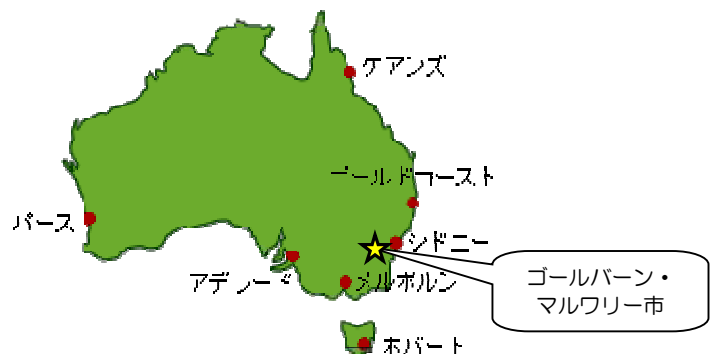 ケアンズ
ゴールドコースト
パース
シドニー
アデレード
メルボルン
ゴールバーン・
マルワリー市
ホバート